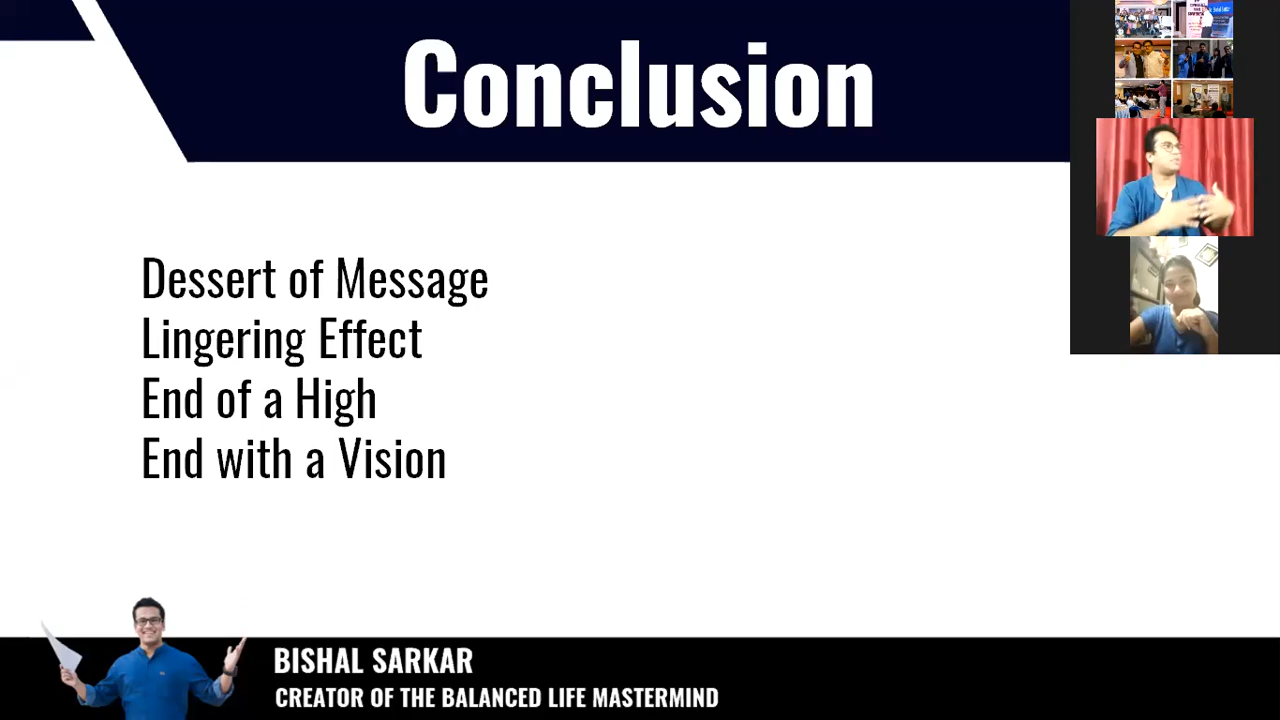 Conclusion
Dessert of Message
Lingering Effect
End of a High
End with a Vision
BISHAL SARKAR
CREATOR OF THE BALANCED LIFE MASTERMIND